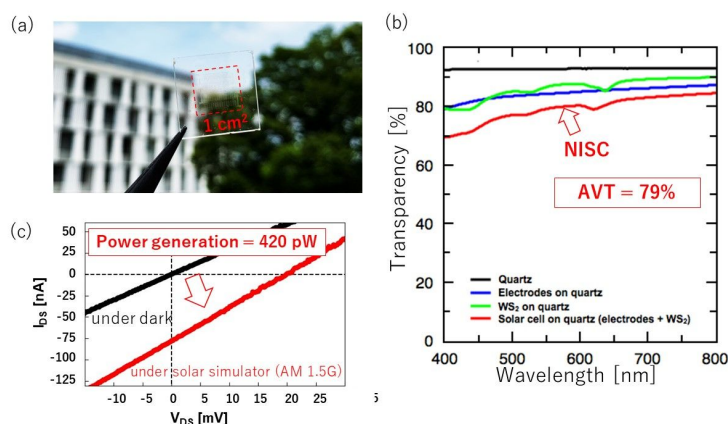 (a)
1 cm²
(b)
Transparency [%]
100
80
60
40
20
0
NISC
AVT = 79%
Quartz
Electrodes on quartz
WS₂ on quartz
Solar cell on quartz (electrodes + WS₂)
400
500
600
700
800
Wavelength [nm]
(c)
I_DS [nA]
50
25
0
-25
-50
-75
-100
-125
Power generation = 420 pW
under dark
under solar simulator (AM 1.5G)
-10 -5 0 5 10 15 20 25
V_DS [mV]
5